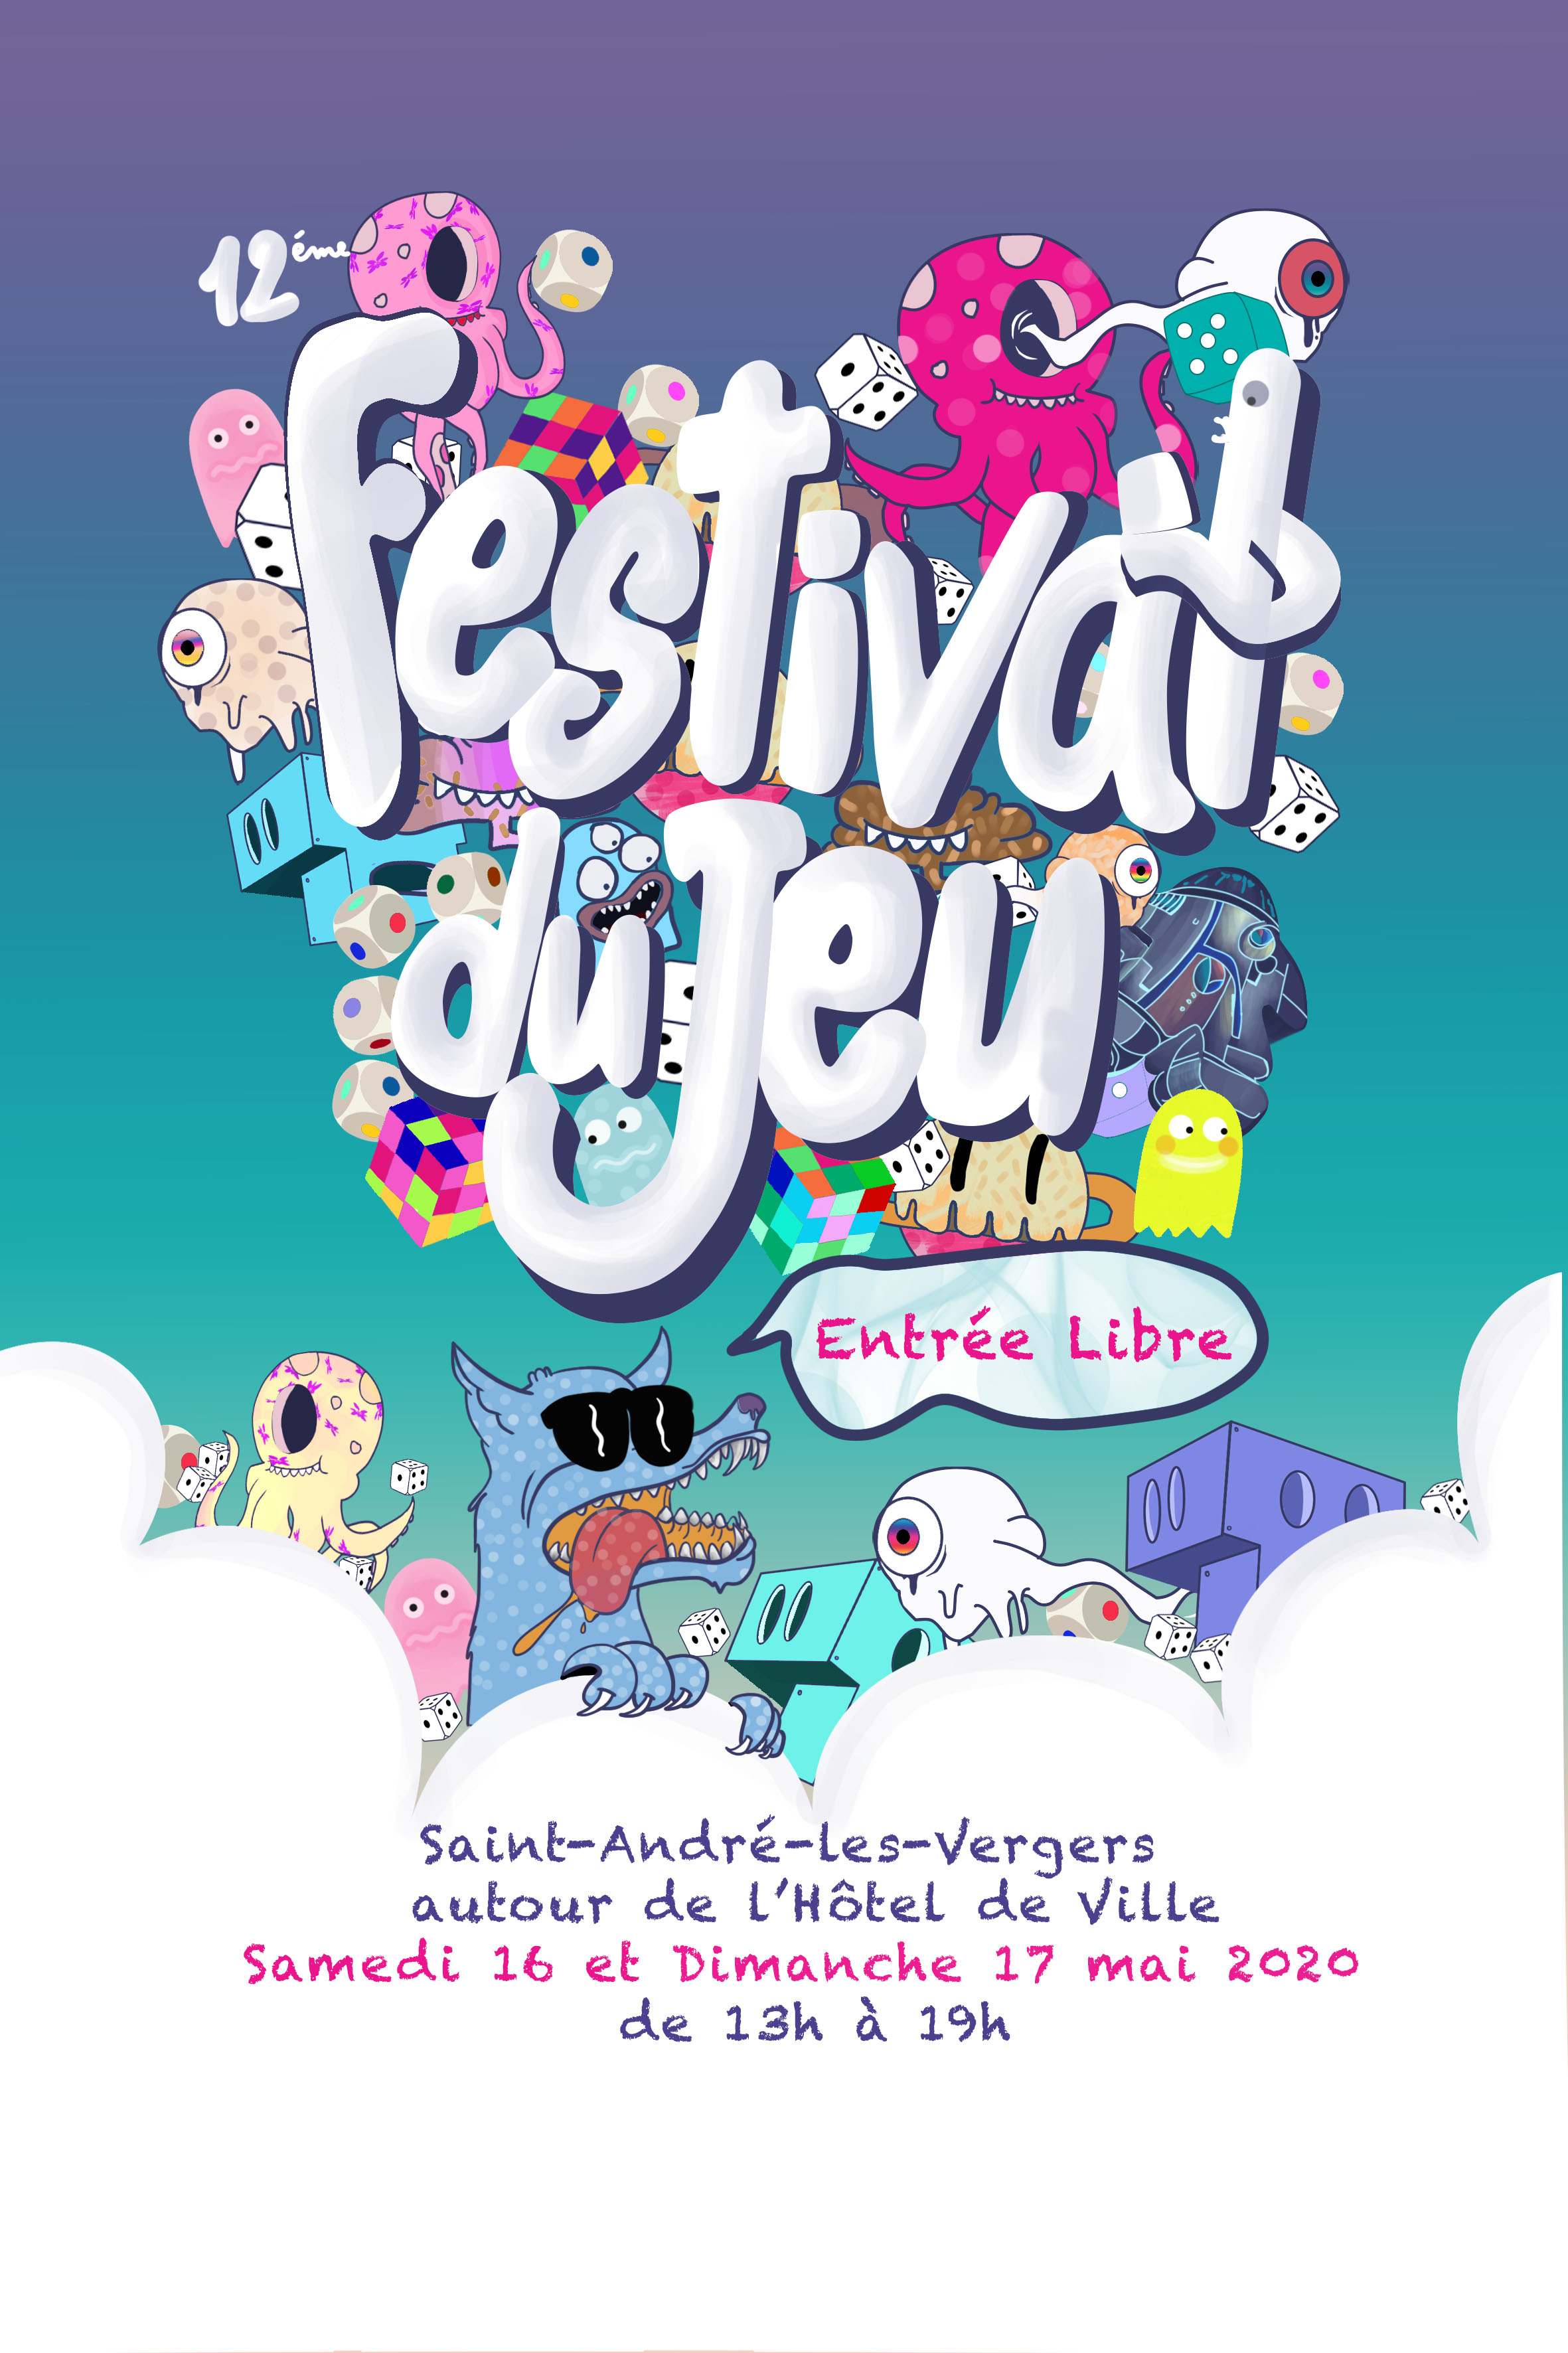 12éme
Festival
du Jeu
Entrée Libre
Saint-André-les-Vergers
autour de l'Hôtel de Ville
Samedi 16 et Dimanche 17 mai 2020
de 13h à 19h